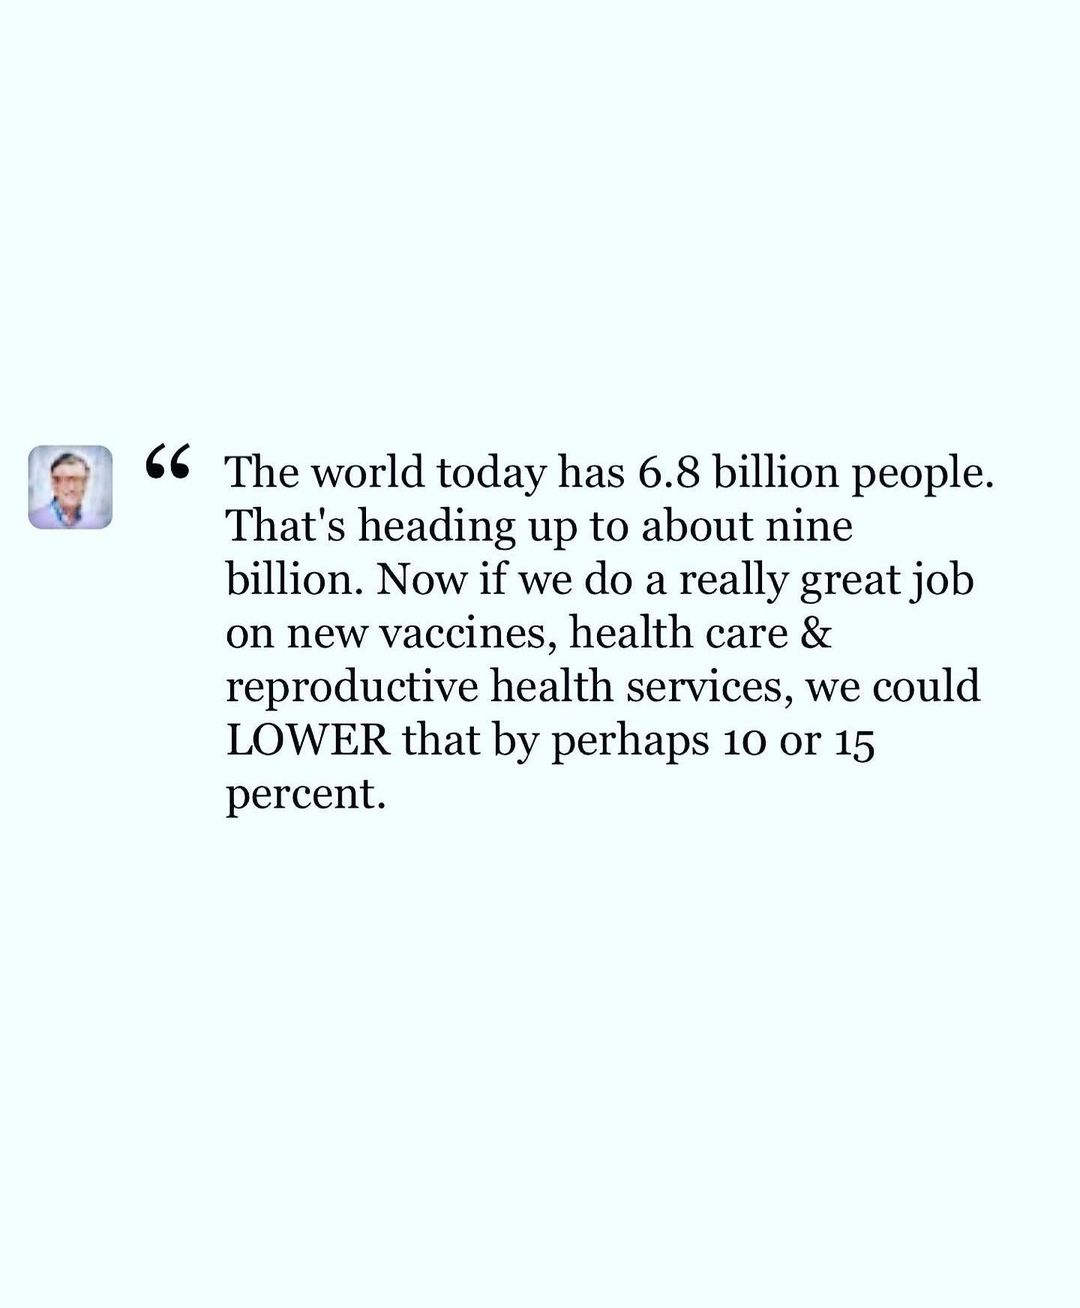 “ The world today has 6.8 billion people.
That's heading up to about nine
billion. Now if we do a really great job
on new vaccines, health care &
reproductive health services, we could
LOWER that by perhaps 10 or 15
percent.